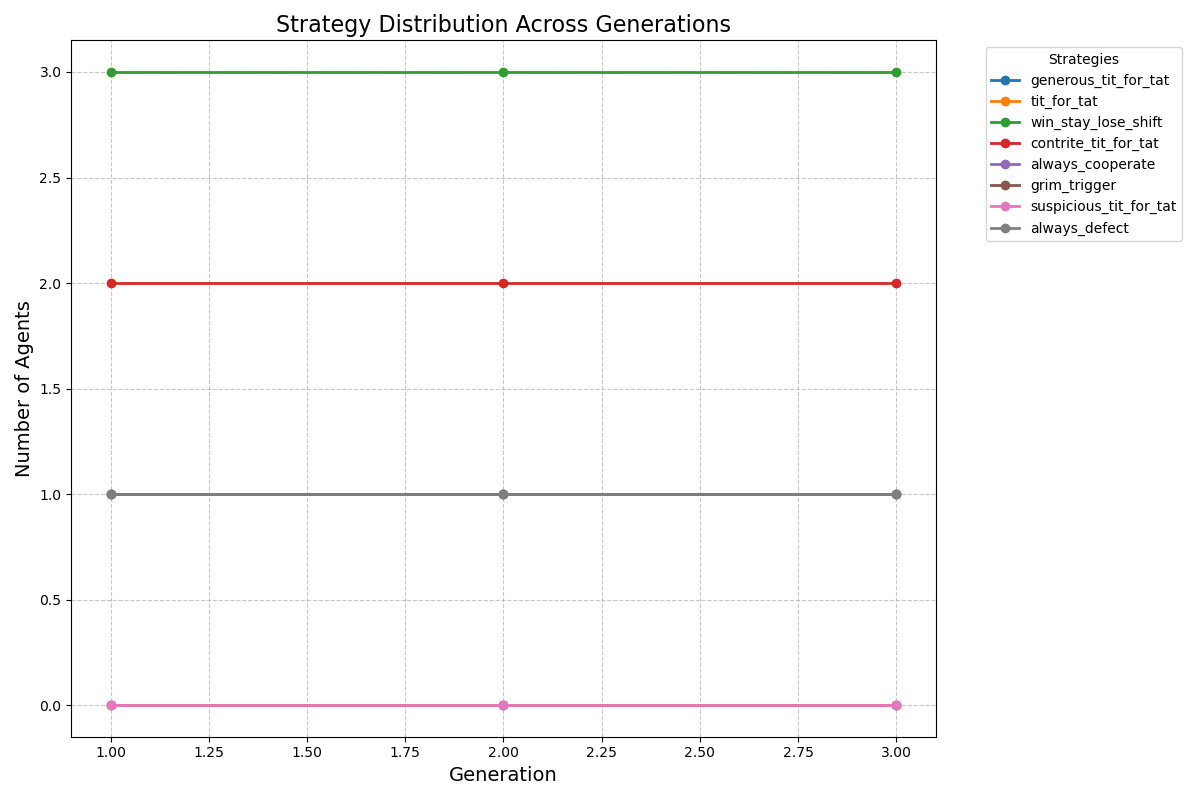 Strategy Distribution Across Generations
3.0
2.5
2.0
1.5
1.0
0.5
0.0
Number of Agents
1.00 1.25 1.50 1.75 2.00 2.25 2.50 2.75 3.00
Generation
Strategies
generous_tit_for_tat
tit_for_tat
win_stay_lose_shift
contrite_tit_for_tat
always_cooperate
grim_trigger
suspicious_tit_for_tat
always_defect